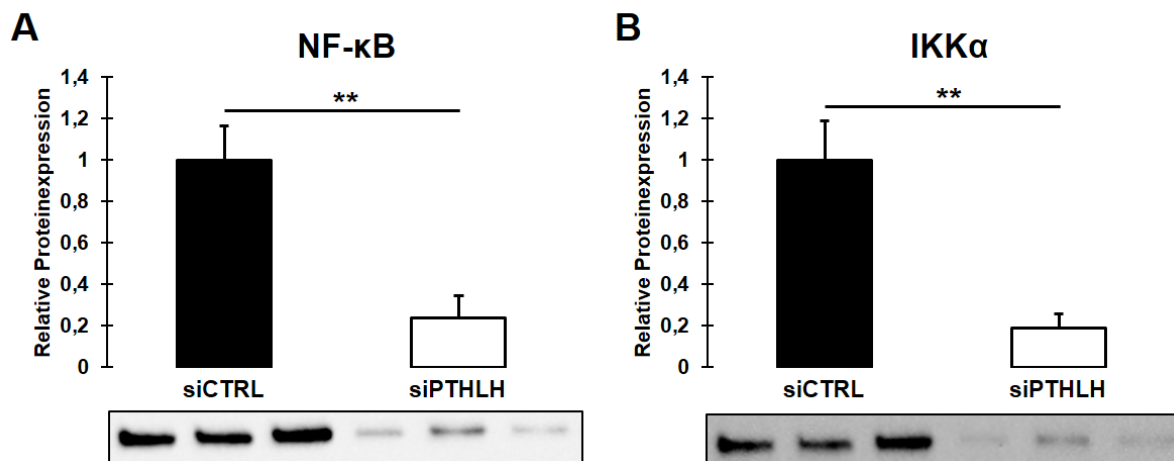 A
NF-κB
Relative Proteinexpression
1,4
1,2
1
0,8
0,6
0,4
0,2
0
**
siCTRL
siPTHLH
B
IKKα
Relative Proteinexpression
1,4
1,2
1
0,8
0,6
0,4
0,2
0
**
siCTRL
siPTHLH